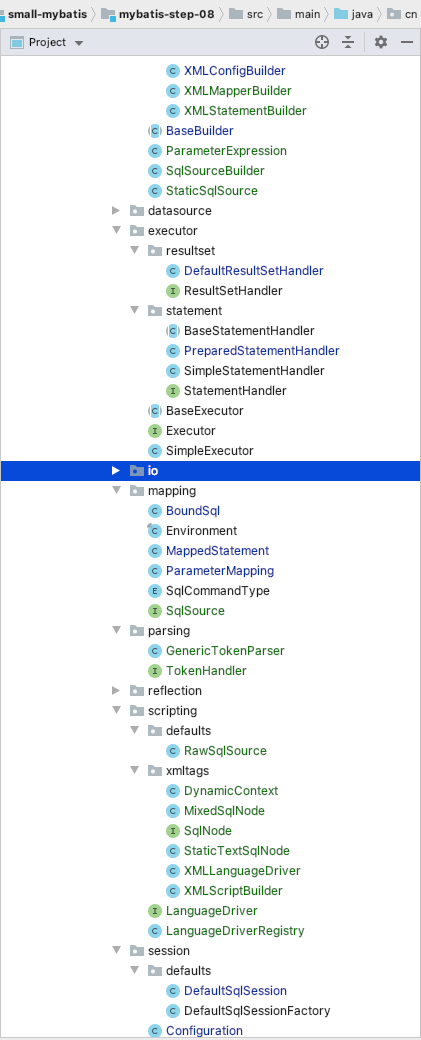 small-mybatis mybatis-step-08 src main java cn
Project
XMLConfigBuilder
XMLMapperBuilder
XMLStatementBuilder
BaseBuilder
ParameterExpression
SqlSourceBuilder
StaticSqlSource
datasource
executor
resultset
DefaultResultSetHandler
ResultSetHandler
statement
BaseStatementHandler
PreparedStatementHandler
SimpleStatementHandler
StatementHandler
BaseExecutor
Executor
SimpleExecutor
io
mapping
BoundSql
Environment
MappedStatement
ParameterMapping
SqlCommandType
SqlSource
parsing
GenericTokenParser
TokenHandler
reflection
scripting
defaults
RawSqlSource
xmltags
DynamicContext
MixedSqlNode
SqlNode
StaticTextSqlNode
XMLLanguageDriver
XMLScriptBuilder
LanguageDriver
LanguageDriverRegistry
session
defaults
DefaultSqlSession
DefaultSqlSessionFactory
Configuration